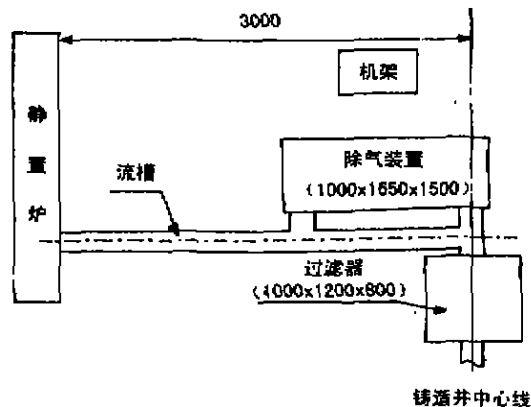 3000
机架
静置炉
除气装置
(1000x1650x1500)
流槽
过滤器
(1000x1200x800)
铸造井中心线